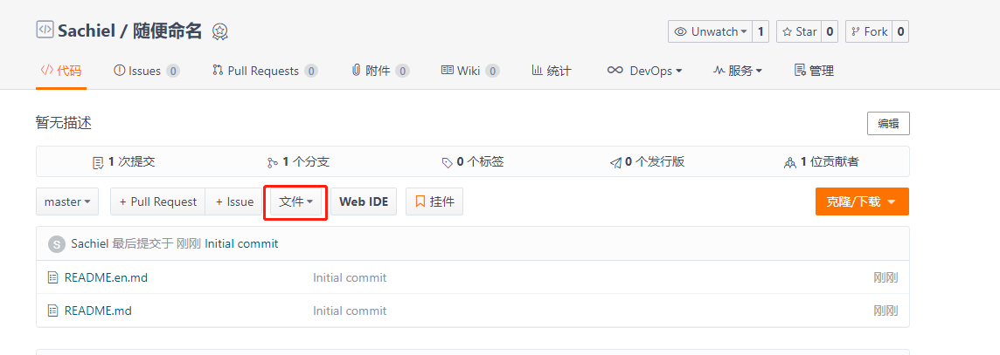 Sachiel / 随便命名
Unwatch 1 Star 0 Fork 0
代码 Issues 0 Pull Requests 0 附件 0 Wiki 0 统计 DevOps 服务 管理
暂无描述 编辑
1 次提交 1 个分支 0 个标签 0 个发行版 1 位贡献者
master + Pull Request + Issue 文件 Web IDE 挂件 克隆/下载
S Sachiel 最后提交于 刚刚 Initial commit
README.en.md Initial commit 刚刚
README.md Initial commit 刚刚